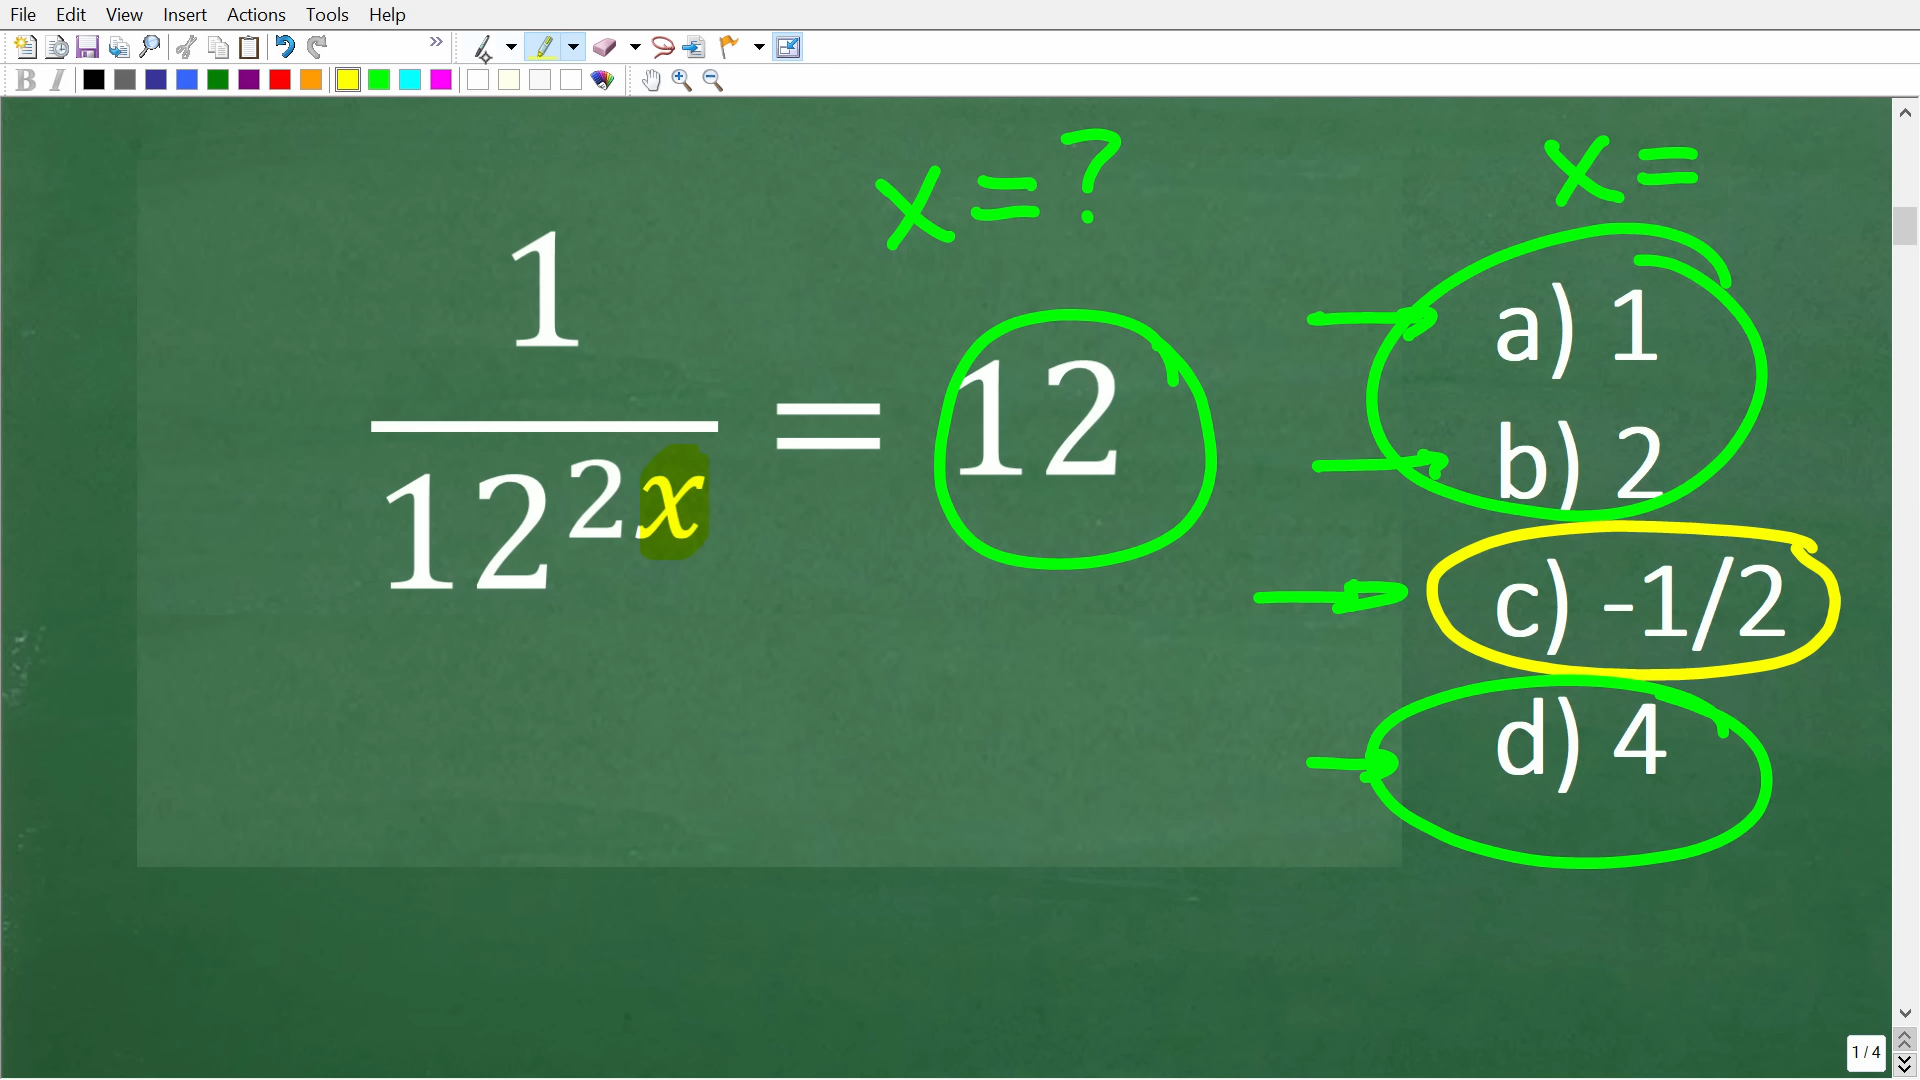 File Edit View Insert Actions Tools Help
B I
x = ?
x =
1
12^{2x}
= 12
a) 1
b) 2
c) -1/2
d) 4
1 / 4